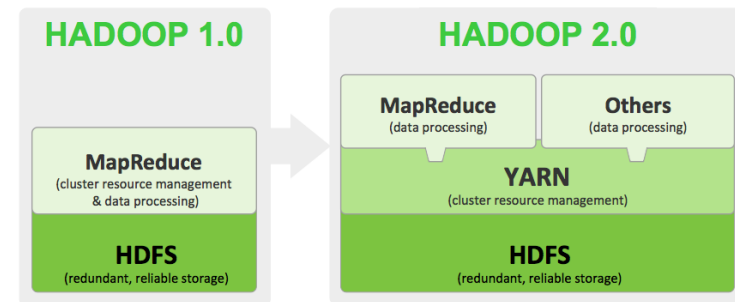 HADOOP 1.0
MapReduce
(cluster resource management
& data processing)
HDFS
(redundant, reliable storage)
HADOOP 2.0
MapReduce
(data processing)
Others
(data processing)
YARN
(cluster resource management)
HDFS
(redundant, reliable storage)